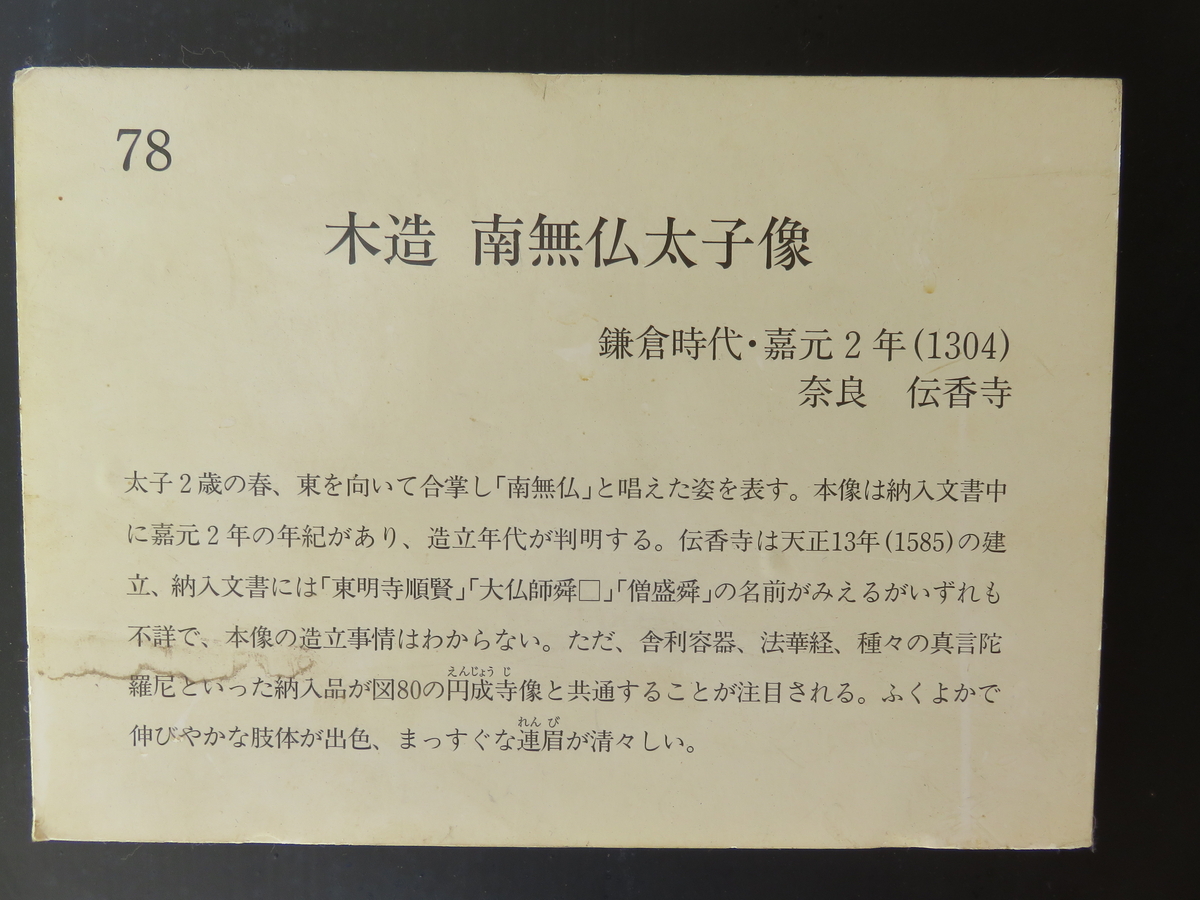 78
木造 南無仏太子像
鎌倉時代・嘉元2年(1304)
奈良　伝香寺
太子2歳の春、東を向いて合掌し「南無仏」と唱えた姿を表す。本像は納入文書中
に嘉元2年の年紀があり、造立年代が判明する。伝香寺は天正13年(1585)の建
立、納入文書には「東明寺順賢」「大仏師舜□」「僧盛舜」の名前がみえるがいずれも
不詳で、本像の造立事情はわからない。ただ、舎利容器、法華経、種々の真言陀
えんじょう じ
羅尼といった納入品が図80の円成寺像と共通することが注目される。ふくよかで
れん び
伸びやかな肢体が出色、まっすぐな連眉が清々しい。